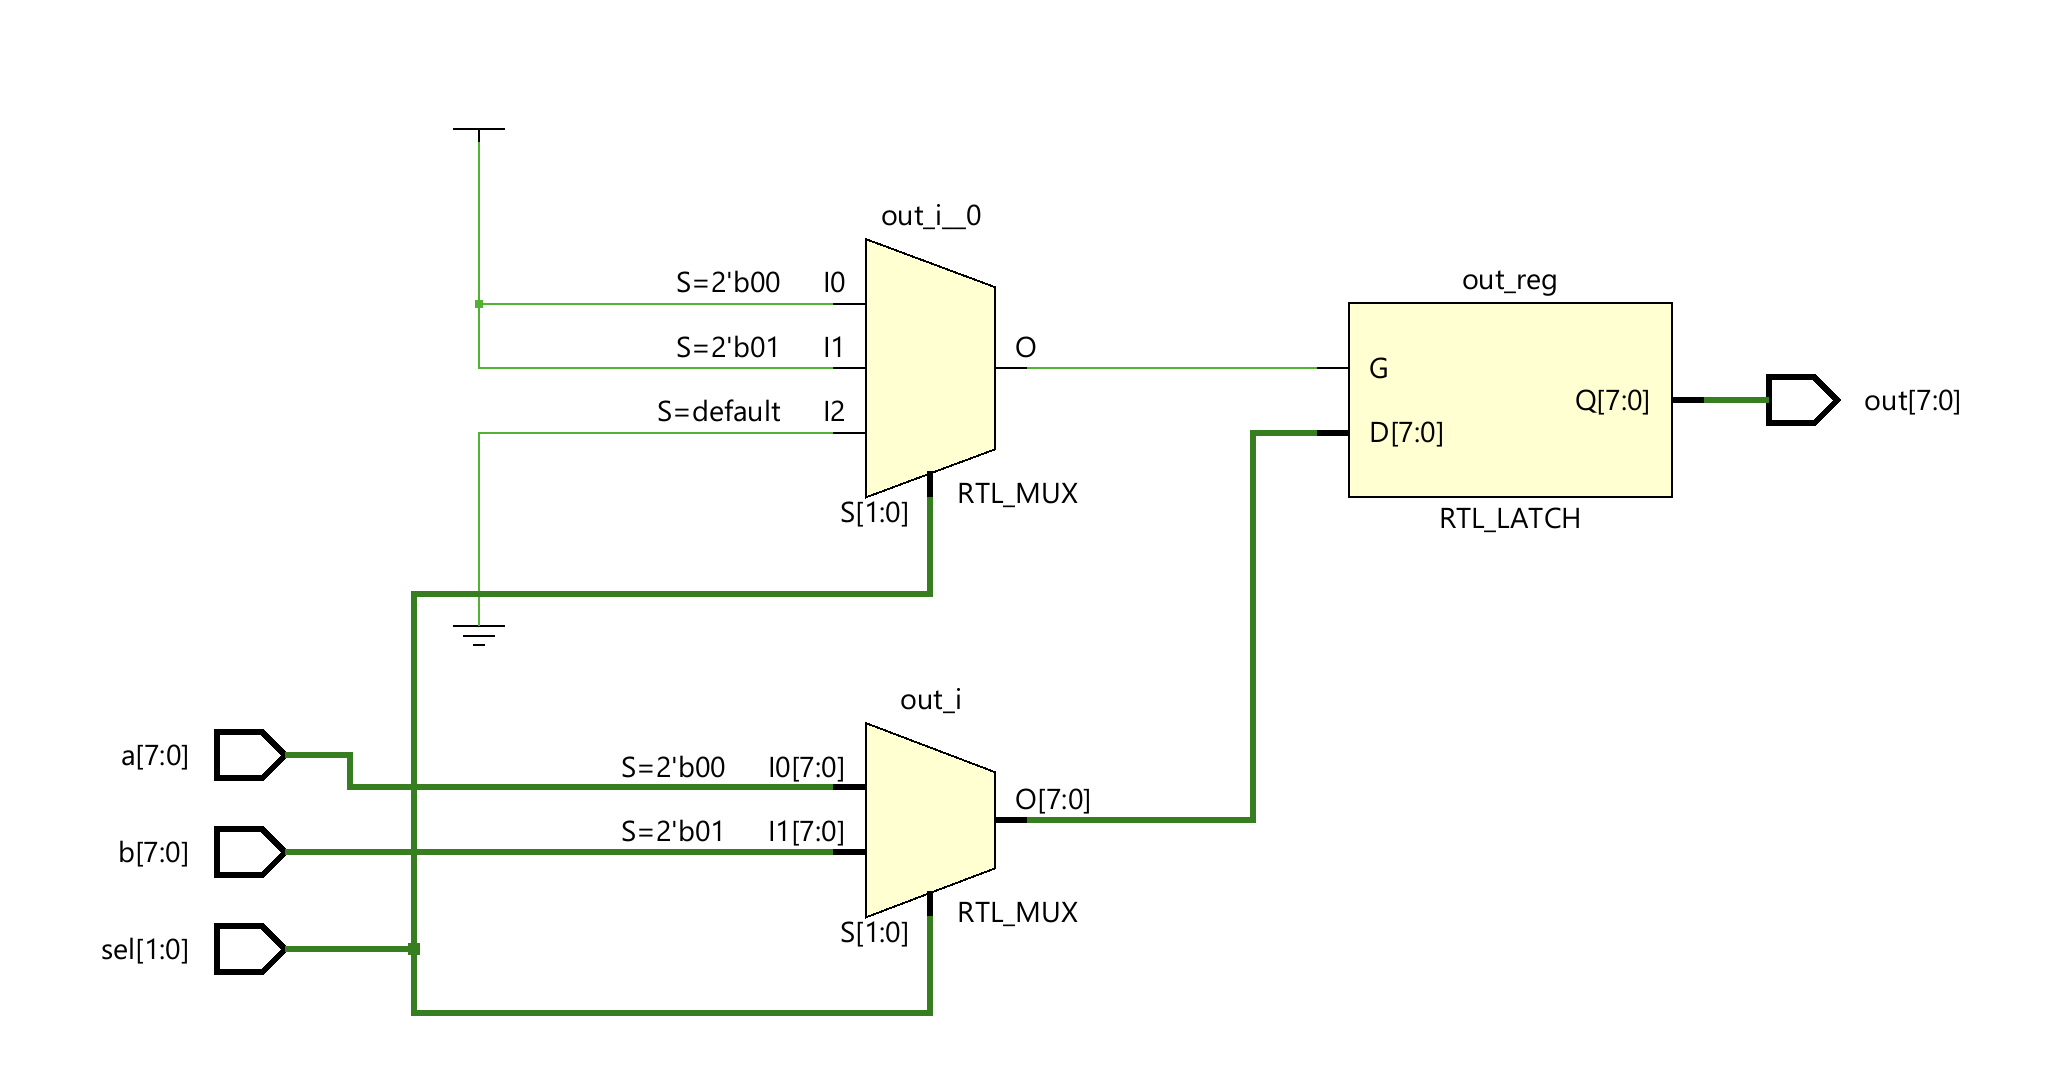 out_i__0
S=2'b00 I0
S=2'b01 I1
S=default I2
O
S[1:0]
RTL_MUX
out_reg
G
D[7:0]
Q[7:0]
RTL_LATCH
out[7:0]
out_i
a[7:0]
S=2'b00 I0[7:0]
b[7:0]
S=2'b01 I1[7:0]
O[7:0]
sel[1:0]
S[1:0]
RTL_MUX